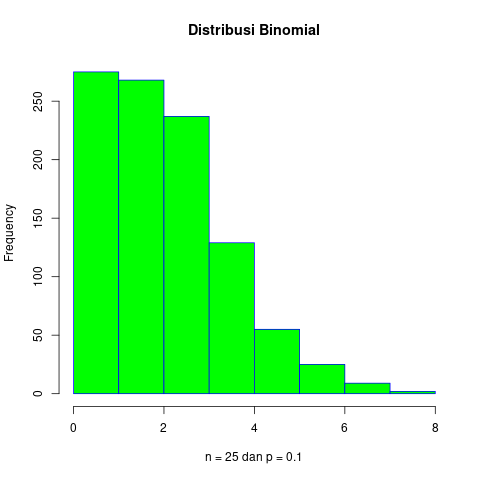 Distribusi Binomial
Frequency
250
200
150
100
50
0
0 2 4 6 8
n = 25 dan p = 0.1